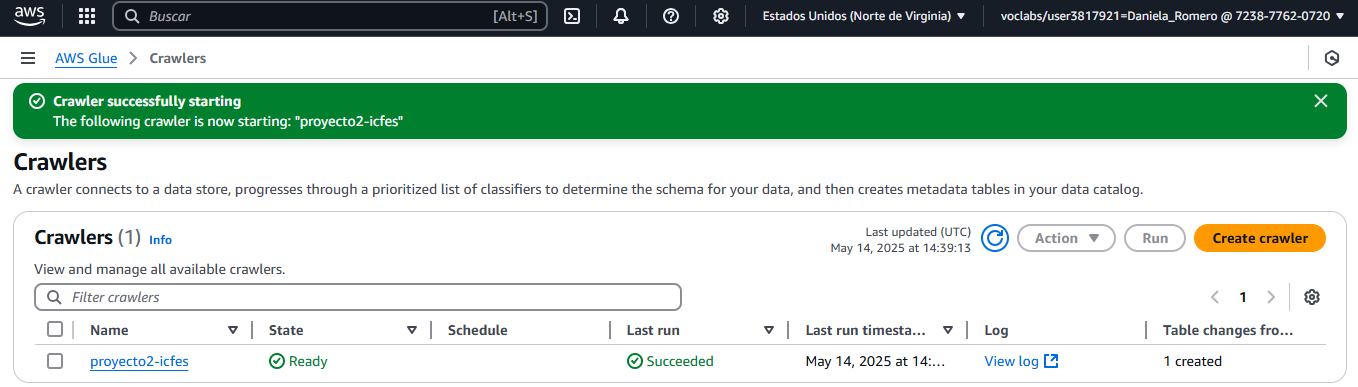 aws
Buscar [Alt+S] Estados Unidos (Norte de Virginia) voclabs/user3817921=Daniela_Romero @ 7238-7762-0720
AWS Glue > Crawlers
Crawler successfully starting
The following crawler is now starting: "proyecto2-icfes"
Crawlers
A crawler connects to a data store, progresses through a prioritized list of classifiers to determine the schema for your data, and then creates metadata tables in your data catalog.
Crawlers (1) Info
Last updated (UTC)
May 14, 2025 at 14:39:13
Action Run Create crawler
View and manage all available crawlers.
Filter crawlers
1
Name State Schedule Last run Last run timesta... Log Table changes fro...
proyecto2-icfes Ready Succeeded May 14, 2025 at 14:... View log 1 created